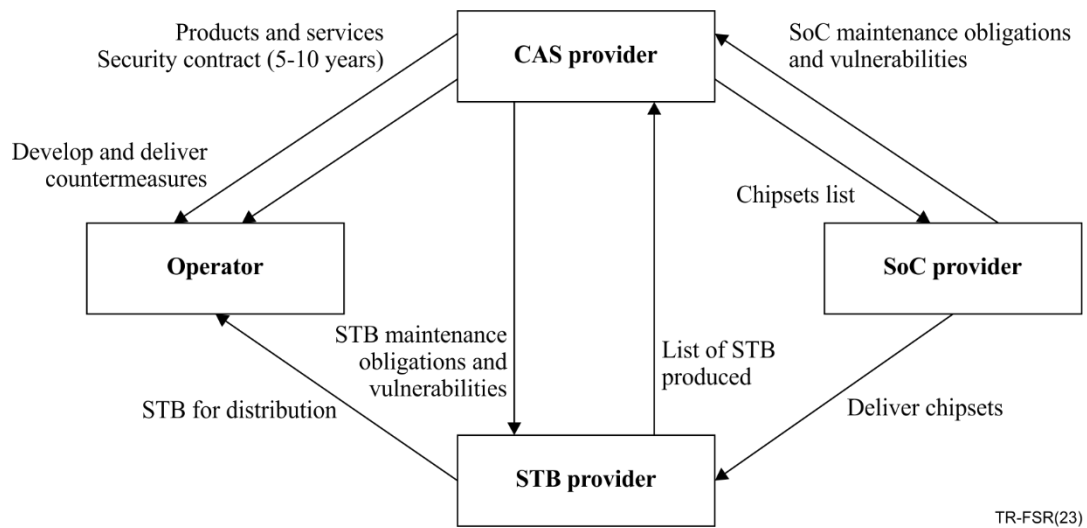 Products and services
Security contract (5-10 years)
CAS provider
SoC maintenance obligations
and vulnerabilities
Develop and deliver
countermeasures
Chipsets list
Operator
SoC provider
STB maintenance
obligations and
vulnerabilities
List of STB
produced
STB for distribution
Deliver chipsets
STB provider
TR-FSR(23)